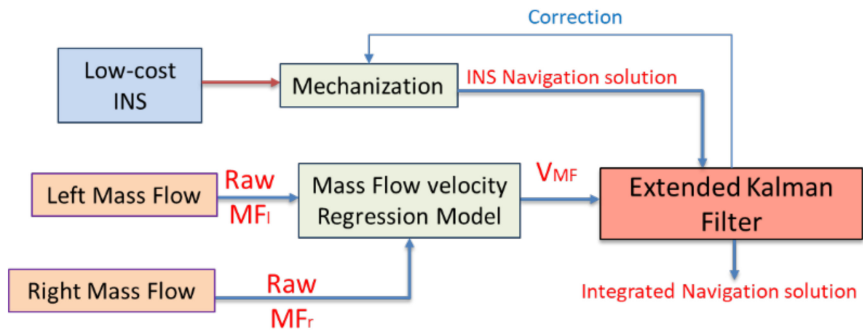 Correction
Low-cost
INS
Mechanization
INS Navigation solution
Left Mass Flow
Raw
MFl
Mass Flow velocity
Regression Model
VMF
Extended Kalman
Filter
Right Mass Flow
Raw
MFr
Integrated Navigation solution